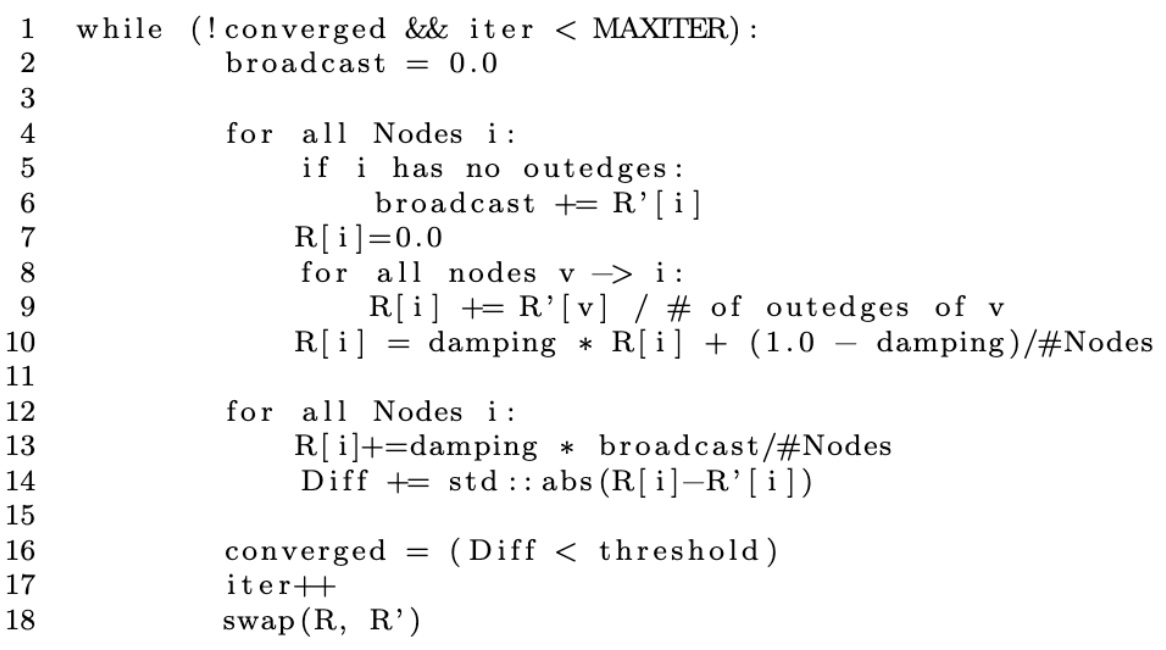 1 while (!converged && iter < MAXITER):
2 broadcast = 0.0
3
4 for all Nodes i:
5 if i has no outedges:
6 broadcast += R'[i]
7 R[i]=0.0
8 for all nodes v -> i:
9 R[i] += R'[v] / # of outedges of v
10 R[i] = damping * R[i] + (1.0 - damping)/#Nodes
11
12 for all Nodes i:
13 R[i]+=damping * broadcast/#Nodes
14 Diff += std::abs(R[i]-R'[i])
15
16 converged = (Diff < threshold)
17 iter++
18 swap(R, R')